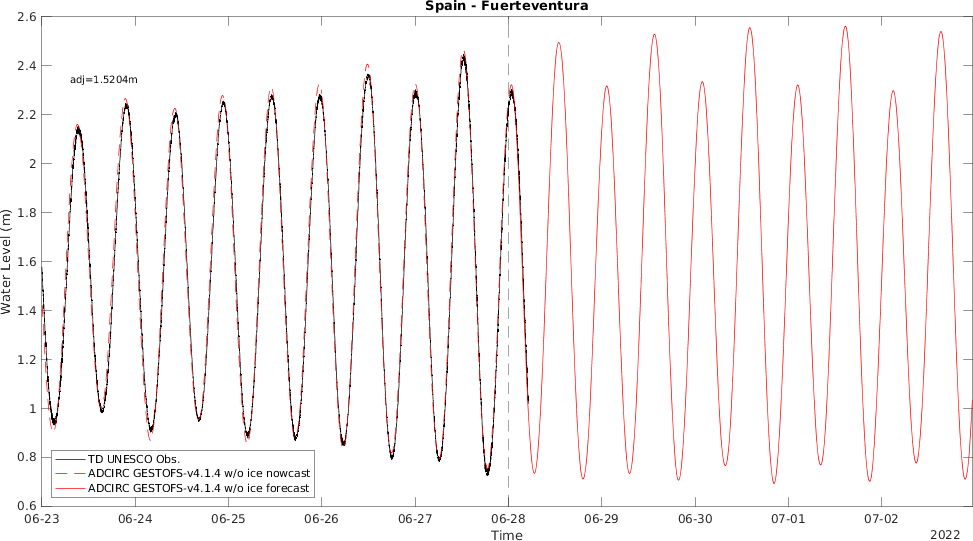 Spain - Fuerteventura
2.6
2.4
2.2
2
1.8
1.6
1.4
1.2
1
0.8
0.6
Water Level (m)
adj=1.5204m
TD UNESCO Obs.
ADCIRC GESTOFS-v4.1.4 w/o ice nowcast
ADCIRC GESTOFS-v4.1.4 w/o ice forecast
06-23 06-24 06-25 06-26 06-27 06-28 06-29 06-30 07-01 07-02
Time
2022